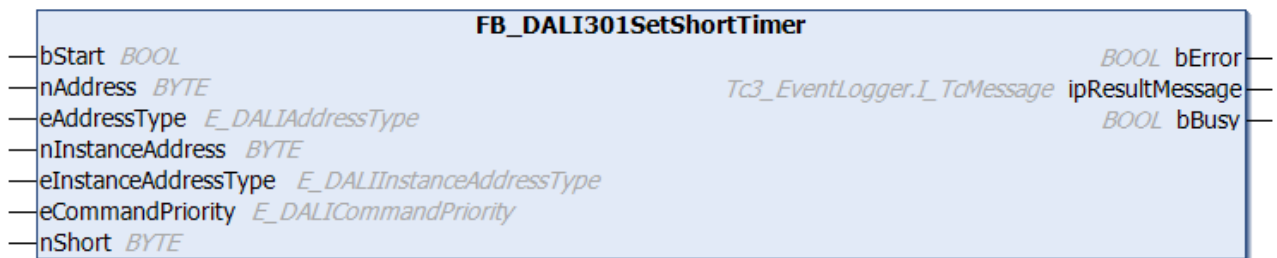 FB_DALI301SetShortTimer
bStart BOOL BOOL bError
nAddress BYTE Tc3_EventLogger.I_TcMessage ipResultMessage
eAddressType E_DALIAddressType BOOL bBusy
nInstanceAddress BYTE
eInstanceAddressType E_DALIInstanceAddressType
eCommandPriority E_DALICommandPriority
nShort BYTE